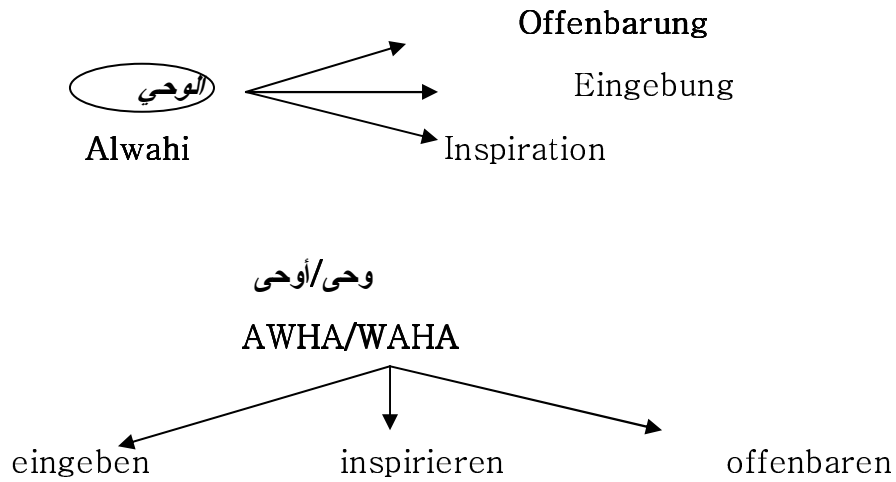 Offenbarung
الوحي Eingebung
Alwahi Inspiration
وحى/أوحى
AWHA/WAHA
eingeben inspirieren offenbaren